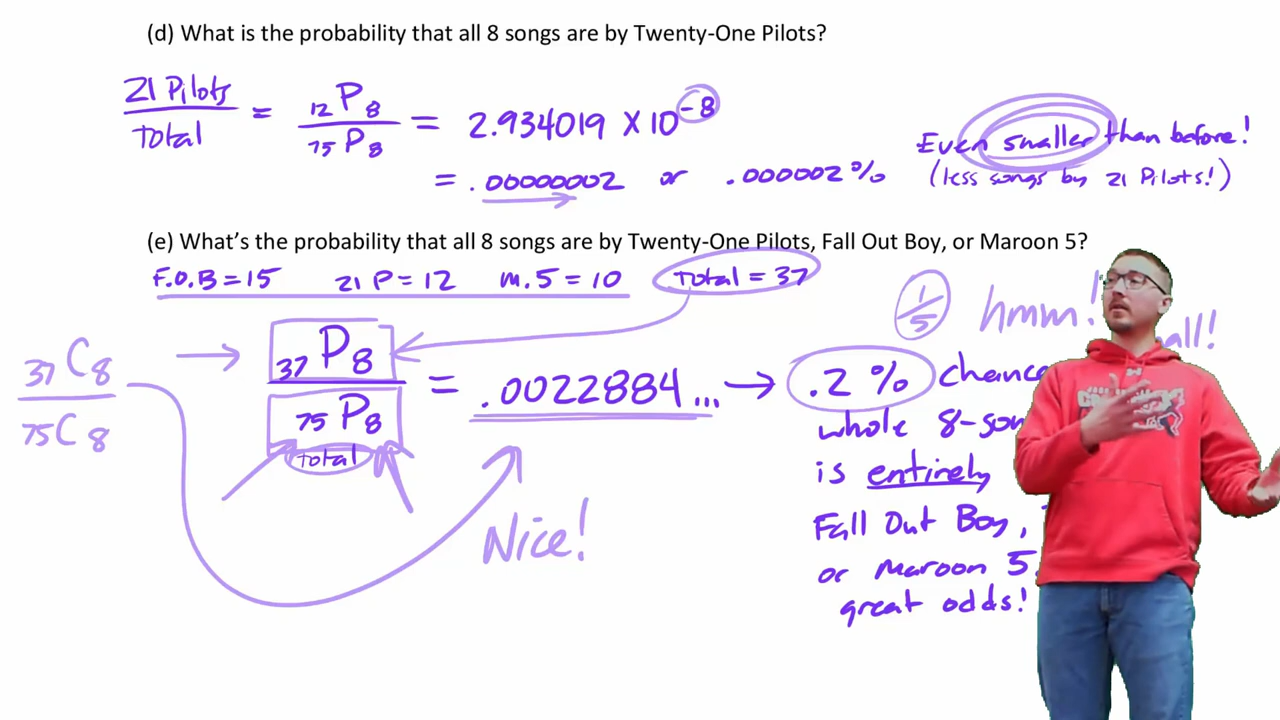 (d) What is the probability that all 8 songs are by Twenty-One Pilots?
21 Pilots / Total = 12P8 / 75P8 = 2.934019 X 10^-8
= .00000002 or .000002%
Even smaller than before!
(less songs by 21 Pilots!)
(e) What's the probability that all 8 songs are by Twenty-One Pilots, Fall Out Boy, or Maroon 5?
F.O.B = 15 21 P = 12 M.5 = 10 Total = 37
1/5 hmm!
37C8 / 75C8 → 37P8 / 75P8 = .0022884... → .2% chance
Total
whole 8-son
is entirely
Fall Out Boy,
or Maroon 5
great odds!
Nice!